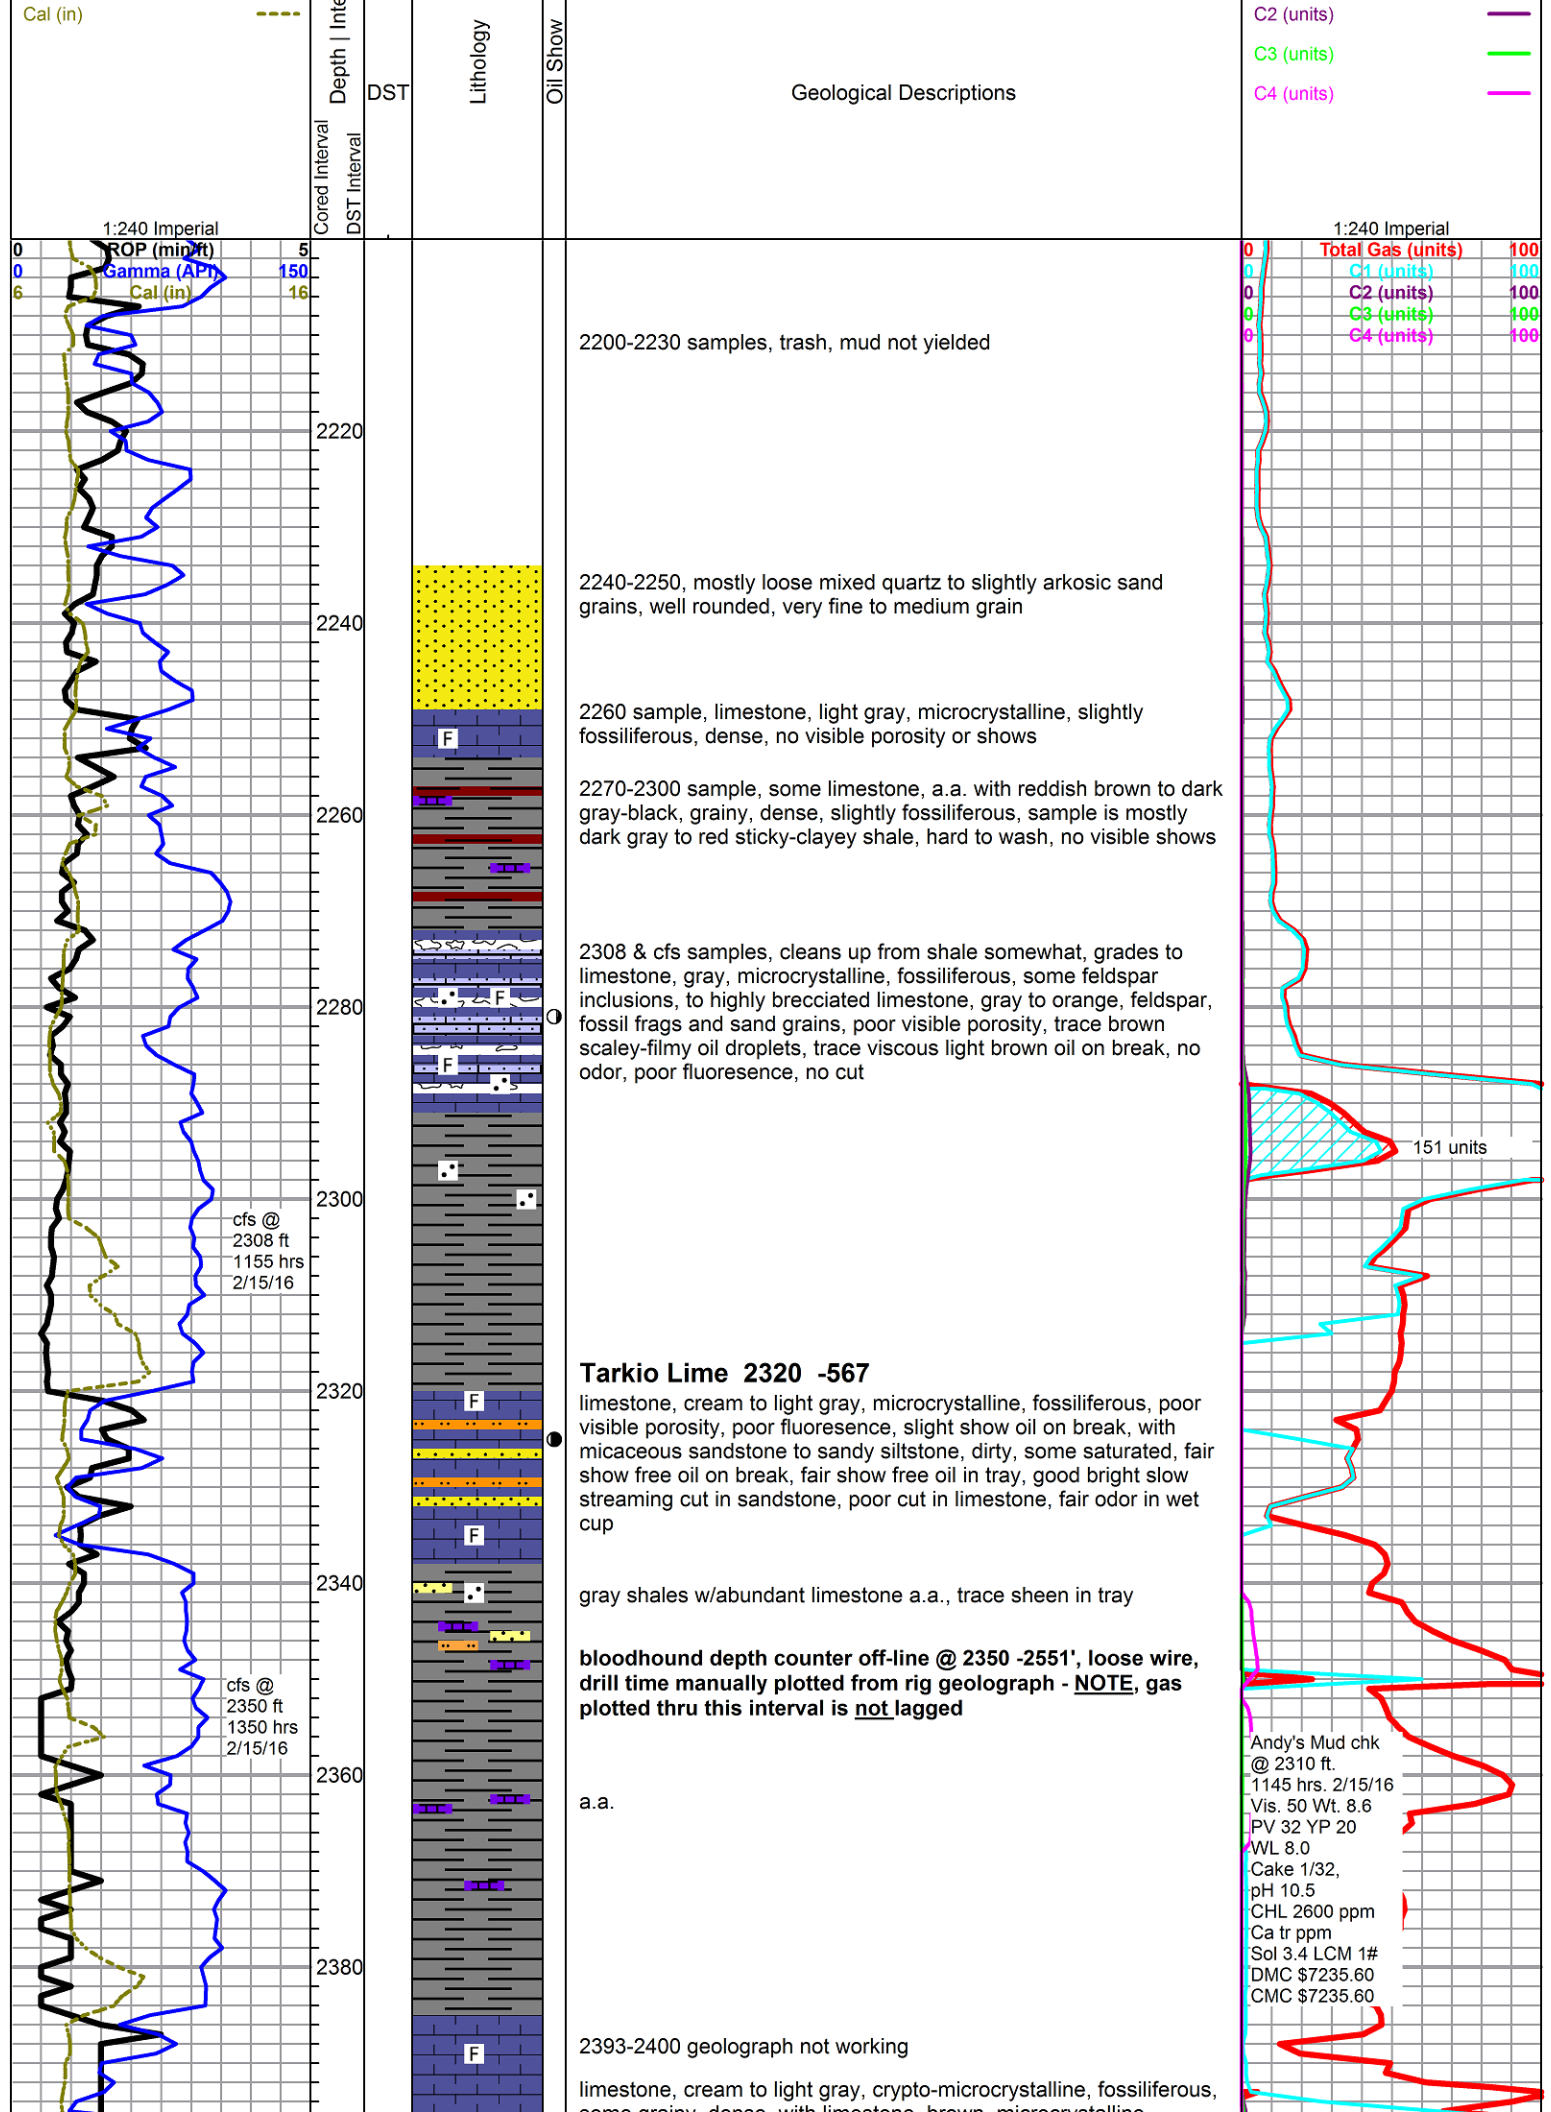 Cal (in)
Cored Interval
DST Interval
DST
Lithology
Oil Show
Geological Descriptions
C2 (units)
C3 (units)
C4 (units)
1:240 Imperial
1:240 Imperial
0 ROP (min/ft) 5
0 Gamma (API) 150
6 Cal (in) 16
0 Total Gas (units) 100
0 C1 (units) 100
0 C2 (units) 100
0 C3 (units) 100
0 C4 (units) 100
2200-2230 samples, trash, mud not yielded
2220
2240-2250, mostly loose mixed quartz to slightly arkosic sand
grains, well rounded, very fine to medium grain
2240
2260 sample, limestone, light gray, microcrystalline, slightly
fossiliferous, dense, no visible porosity or shows
F
2270-2300 sample, some limestone, a.a. with reddish brown to dark
gray-black, grainy, dense, slightly fossiliferous, sample is mostly
dark gray to red sticky-clayey shale, hard to wash, no visible shows
2260
2308 & cfs samples, cleans up from shale somewhat, grades to
limestone, gray, microcrystalline, fossiliferous, some feldspar
inclusions, to highly brecciated limestone, gray to orange, feldspar,
fossil frags and sand grains, poor visible porosity, trace brown
scaley-filmy oil droplets, trace viscous light brown oil on break, no
odor, poor fluoresence, no cut
F
2280
F
151 units
2300
cfs @
2308 ft
1155 hrs
2/15/16
Tarkio Lime 2320 -567
2320
F
limestone, cream to light gray, microcrystalline, fossiliferous, poor
visible porosity, poor fluoresence, slight show oil on break, with
micaceous sandstone to sandy siltstone, dirty, some saturated, fair
show free oil on break, fair show free oil in tray, good bright slow
streaming cut in sandstone, poor cut in limestone, fair odor in wet
cup
F
2340
gray shales w/abundant limestone a.a., trace sheen in tray
bloodhound depth counter off-line @ 2350 -2551', loose wire,
drill time manually plotted from rig geolograph - NOTE, gas
plotted thru this interval is not lagged
cfs @
2350 ft
1350 hrs
2/15/16
2360
a.a.
Andy's Mud chk
@ 2310 ft.
1145 hrs. 2/15/16
Vis. 50 Wt. 8.6
PV 32 YP 20
WL 8.0
Cake 1/32,
pH 10.5
CHL 2600 ppm
Ca tr ppm
Sol 3.4 LCM 1#
DMC $7235.60
CMC $7235.60
2380
F
2393-2400 geolograph not working
limestone, cream to light gray, crypto-microcrystalline, fossiliferous,
some grainy, dense, with limestone, brown, microcrystalline